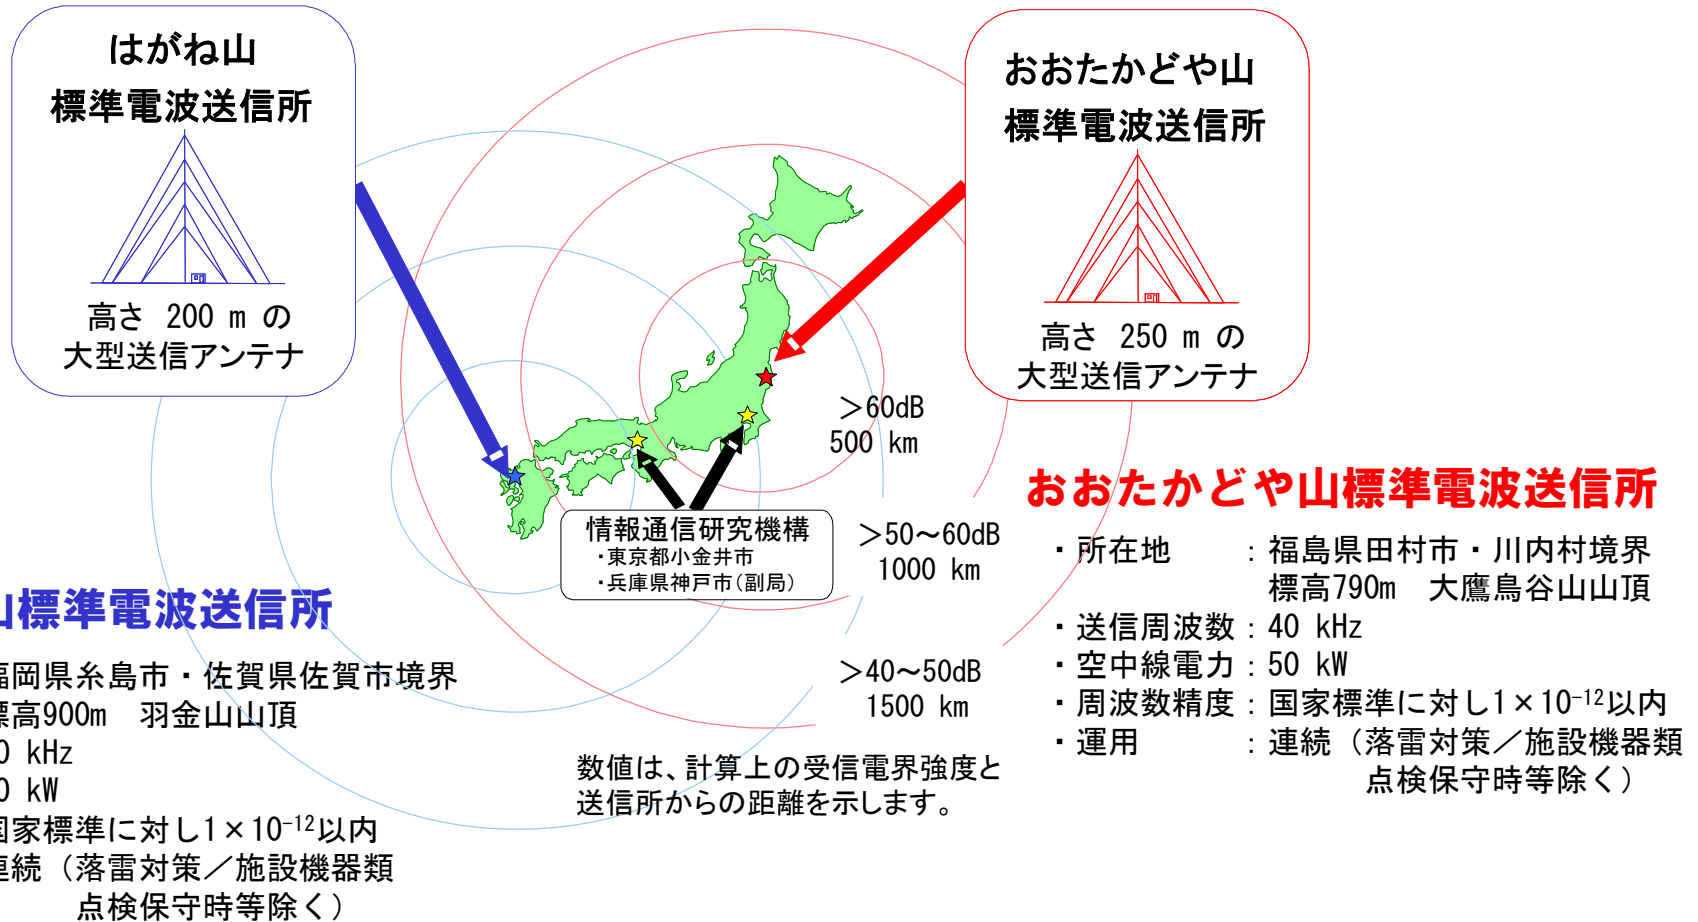 はがね山
標準電波送信所
高さ 200 m の
大型送信アンテナ
おおたかどや山
標準電波送信所
高さ 250 m の
大型送信アンテナ
>60dB
500 km
>50～60dB
1000 km
>40～50dB
1500 km
情報通信研究機構
・東京都小金井市
・兵庫県神戸市(副局)
数値は、計算上の受信電界強度と
送信所からの距離を示します。
おおたかどや山標準電波送信所
・所在地 ：福島県田村市・川内村境界
標高790m 大鷹鳥谷山山頂
・送信周波数：40 kHz
・空中線電力：50 kW
・周波数精度：国家標準に対し1×10⁻¹²以内
・運用 ：連続（落雷対策／施設機器類
点検保守時等除く）
山標準電波送信所
福岡県糸島市・佐賀県佐賀市境界
標高900m 羽金山山頂
0 kHz
0 kW
国家標準に対し1×10⁻¹²以内
連続（落雷対策／施設機器類
点検保守時等除く）